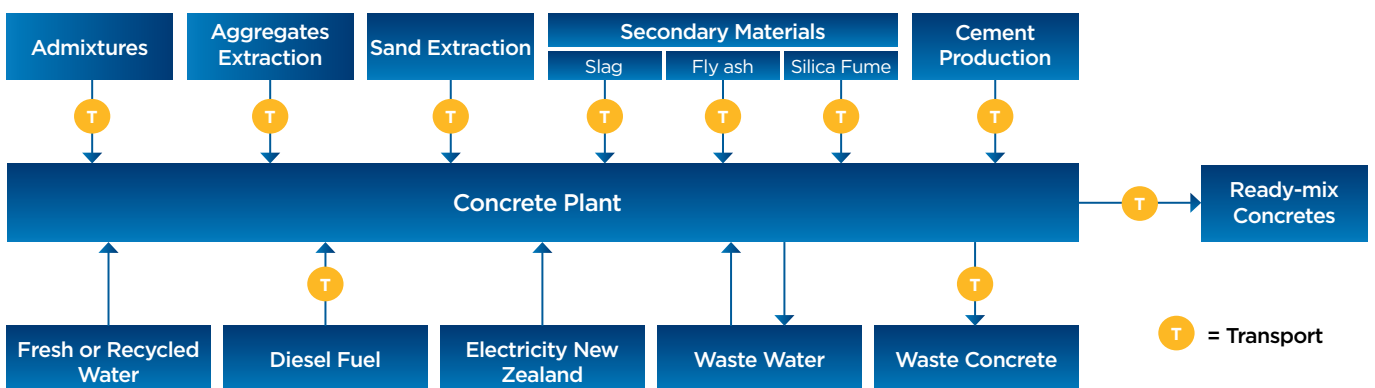 Admixtures
Aggregates
Extraction
Sand Extraction
Secondary Materials
Slag
Fly ash
Silica Fume
Cement
Production
T
T
T
T
T
T
T
Concrete Plant
T
Ready-mix
Concretes
T
T
Fresh or Recycled
Water
Diesel Fuel
Electricity New
Zealand
Waste Water
Waste Concrete
T = Transport